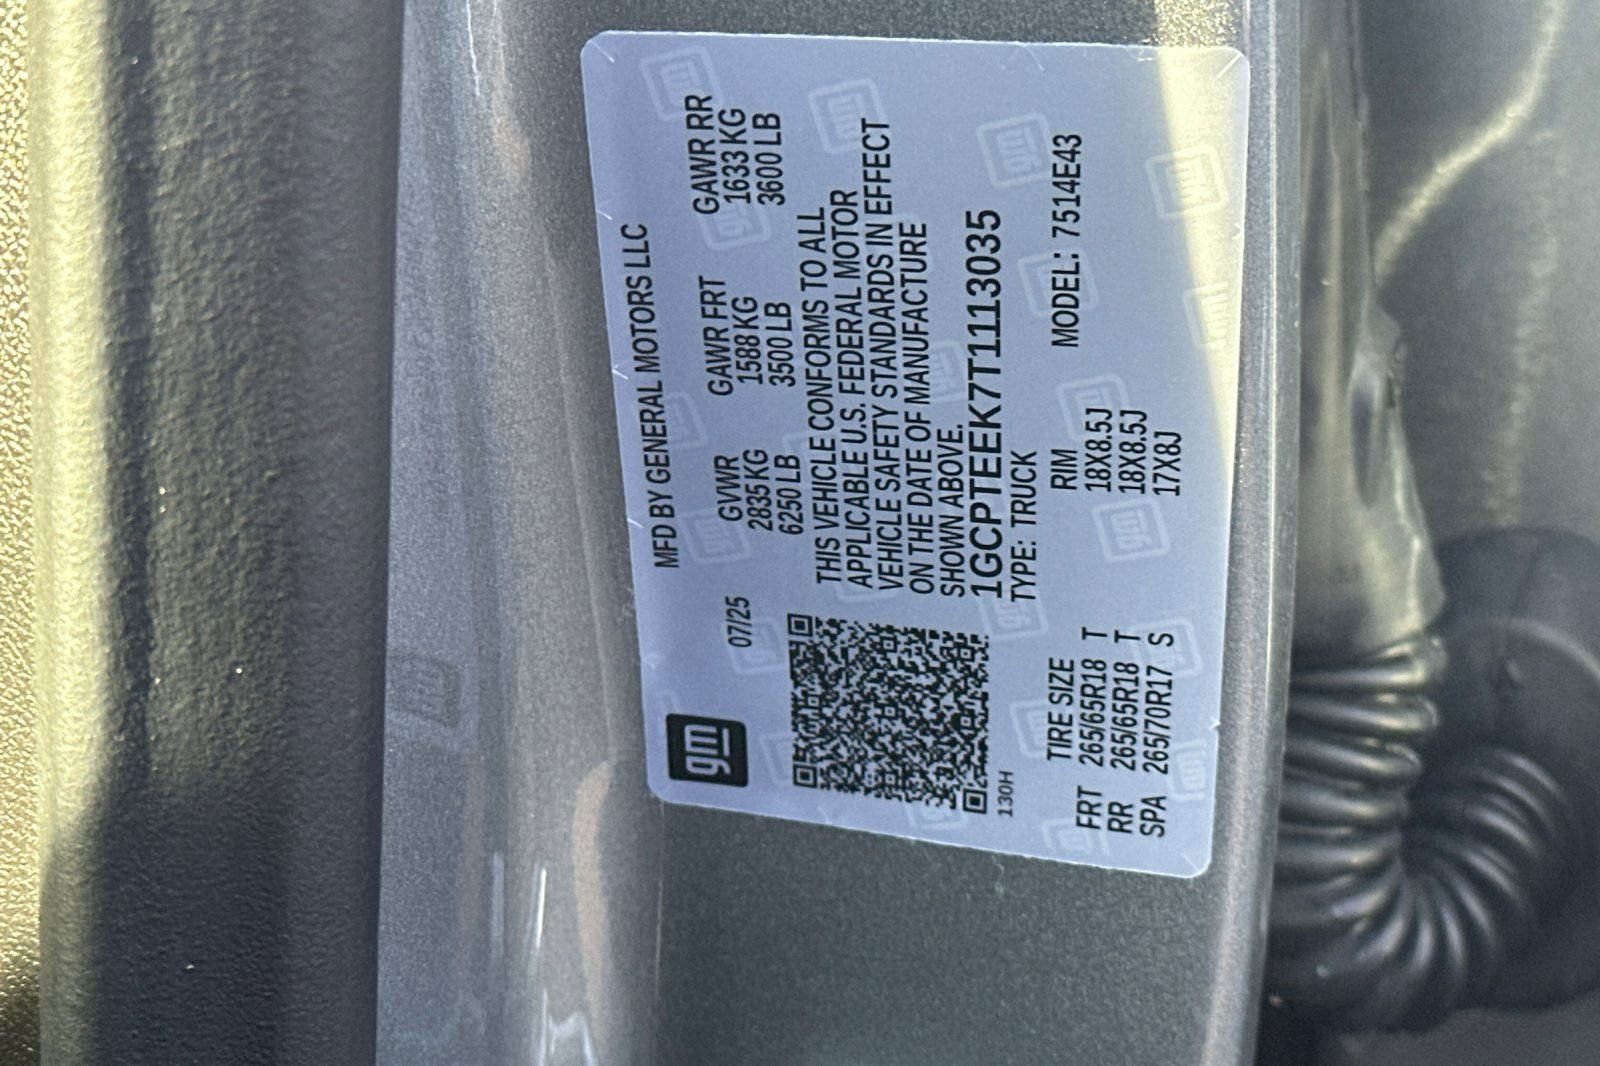 gm
MFD BY GENERAL MOTORS LLC
07/25
GVWR GAWR FRT GAWR RR
2835 KG 1588 KG 1633 KG
6250 LB 3500 LB 3600 LB
THIS VEHICLE CONFORMS TO ALL
APPLICABLE U.S. FEDERAL MOTOR
VEHICLE SAFETY STANDARDS IN EFFECT
ON THE DATE OF MANUFACTURE
SHOWN ABOVE.
1GCPTEEK7T1113035
130H
TYPE: TRUCK MODEL: 7514E43
TIRE SIZE RIM
FRT 265/65R18 T 18X8.5J
RR 265/65R18 T 18X8.5J
SPA 265/70R17 S 17X8J